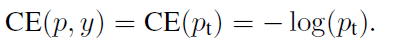 CE(p, y) = CE(pt) = − log(pt).